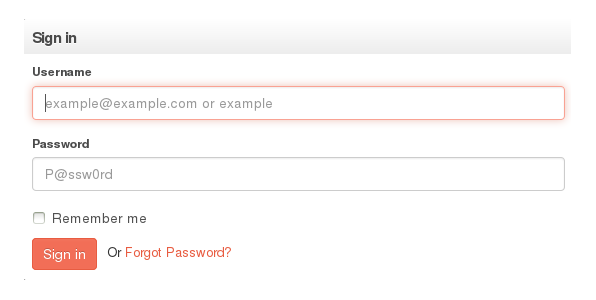 Sign in
Username
example@example.com or example
Password
P@ssw0rd
Remember me
Sign in Or Forgot Password?